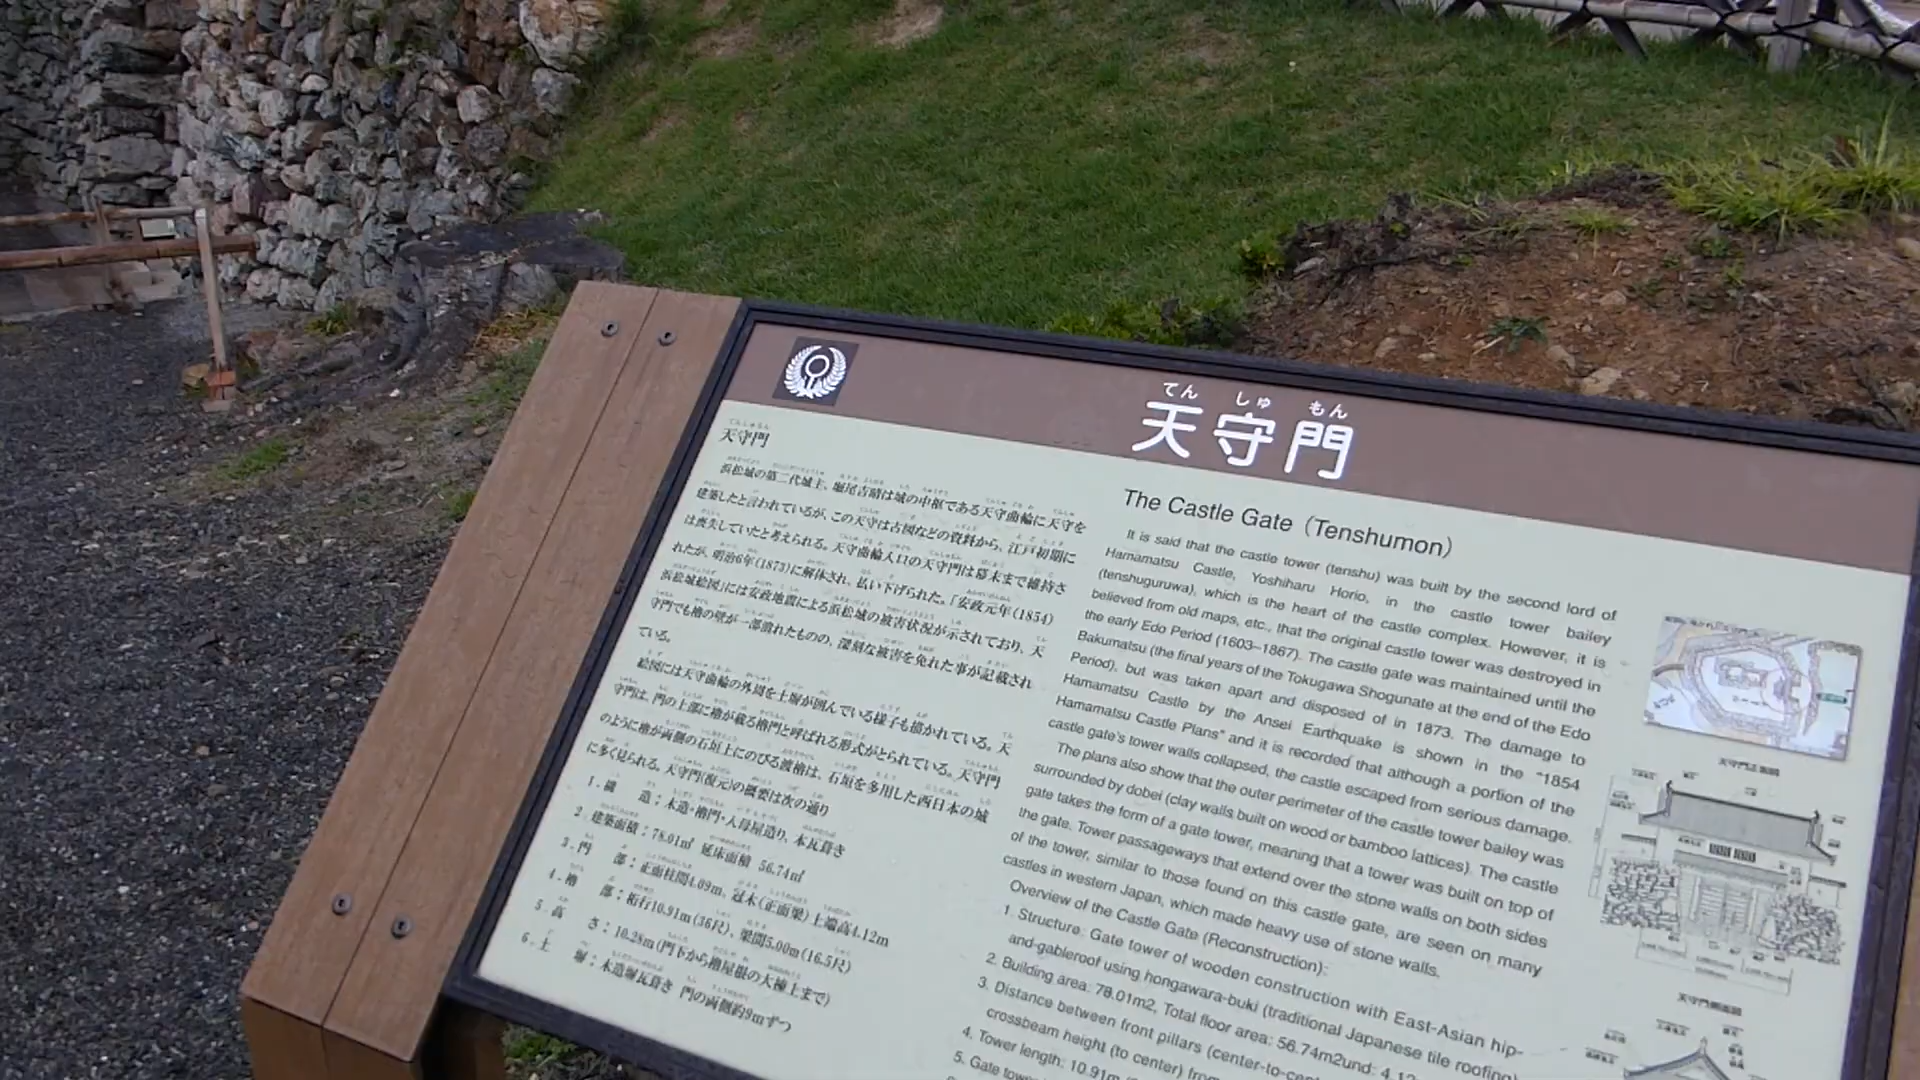 てん しゅ もん
天守門
天守門
浜松城の第二代城主、堀尾吉晴は城の中枢である天守曲輪に天守を
建築したと言われているが、この天守は古図などの資料から、江戸初期に
は喪失していたと考えられる。天守曲輪入口の天守門は幕末まで維持さ
れたが、明治6年(1873)に解体され、払い下げられた。「安政元年(1854)
浜松城絵図」には安政地震による浜松城の被害状況が示されており、天
守門でも櫓の壁が一部潰れたものの、深刻な被害を免れた事が記載され
ている。
絵図には天守曲輪の外周を土塀が囲んでいる様子も描かれている。天
守門は、門の上部に櫓が載る櫓門と呼ばれる形式がとられている。天守門
のように櫓が両側の石垣上にのびる渡櫓は、石垣を多用した西日本の城
に多く見られる。天守門(復元)の概要は次の通り
1.構 造:木造・櫓門・入母屋造り、本瓦葺き
2.建築面積:78.01㎡ 延床面積 56.74㎡
3.門 部:正面柱間4.09m、冠木(正面梁)上端高4.12m
4.櫓 部:桁行10.91m(36尺)、梁間5.00m(16.5尺)
5.高 さ:10.28m(門下から櫓屋根の大棟上まで)
6.土 塀:木造塀瓦葺き 門の両側約9mずつ
The Castle Gate (Tenshumon)
It is said that the castle tower (tenshu) was built by the second lord of
Hamamatsu Castle, Yoshiharu Horio, in the castle tower bailey
(tenshuguruwa), which is the heart of the castle complex. However, it is
believed from old maps, etc., that the original castle tower was destroyed in
the early Edo Period (1603–1867). The castle gate was maintained until the
Bakumatsu (the final years of the Tokugawa Shogunate at the end of the Edo
Period), but was taken apart and disposed of in 1873. The damage to
Hamamatsu Castle by the Ansei Earthquake is shown in the "1854
Hamamatsu Castle Plans" and it is recorded that although a portion of the
castle gate's tower walls collapsed, the castle escaped from serious damage.
The plans also show that the outer perimeter of the castle tower bailey was
surrounded by dobei (clay walls built on wood or bamboo lattices). The castle
gate takes the form of a gate tower, meaning that a tower was built on top of
the gate. Tower passageways that extend over the stone walls on both sides
of the tower, similar to those found on this castle gate, are seen on many
castles in western Japan, which made heavy use of stone walls.
Overview of the Castle Gate (Reconstruction):
1. Structure: Gate tower of wooden construction with East-Asian hip-
and-gableroof using hongawara-buki (traditional Japanese tile roofing)
2. Building area: 78.01m2, Total floor area: 56.74m2und: 4.12
3. Distance between front pillars (center-to-cen
crossbeam height (to center) from
4. Tower length: 10.91m
5. Gate tow